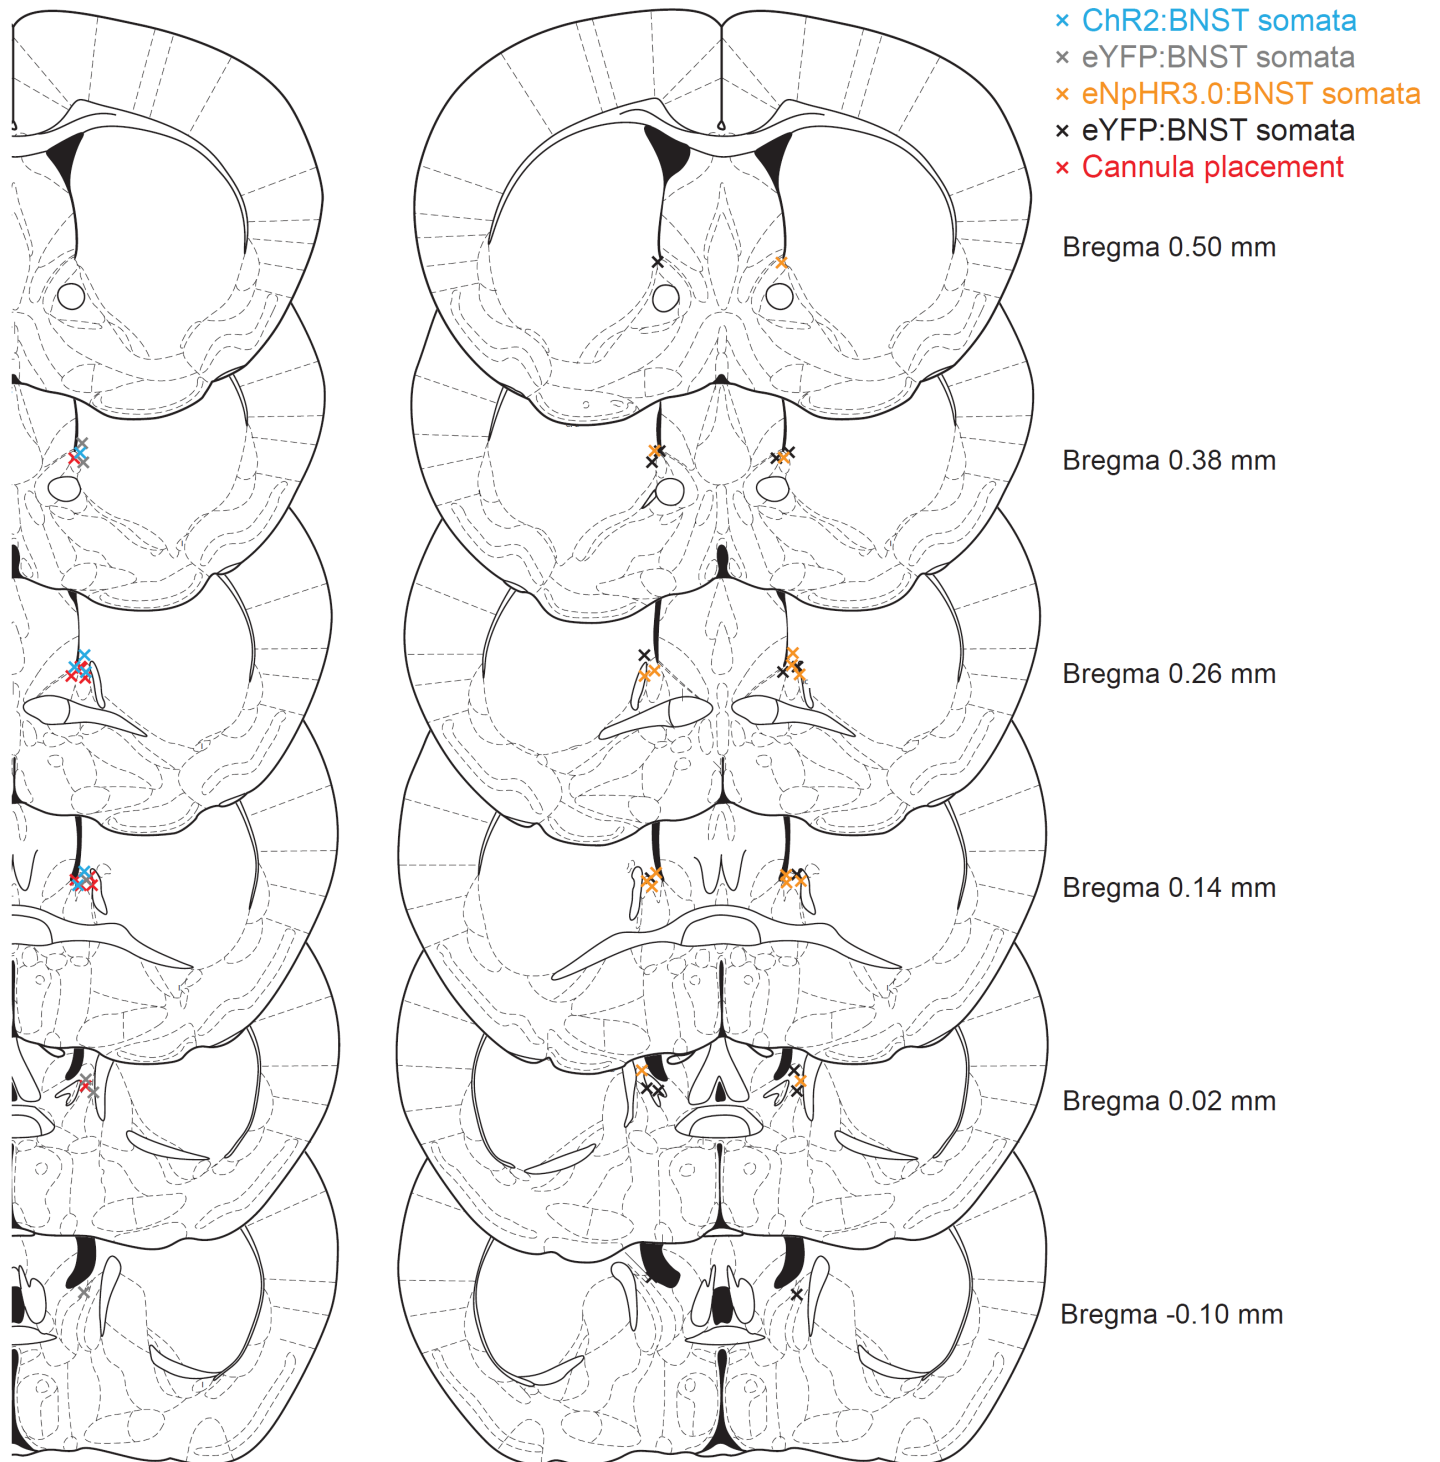 × ChR2:BNST somata
× eYFP:BNST somata
× eNpHR3.0:BNST somata
× eYFP:BNST somata
× Cannula placement
Bregma 0.50 mm
Bregma 0.38 mm
Bregma 0.26 mm
Bregma 0.14 mm
Bregma 0.02 mm
Bregma -0.10 mm